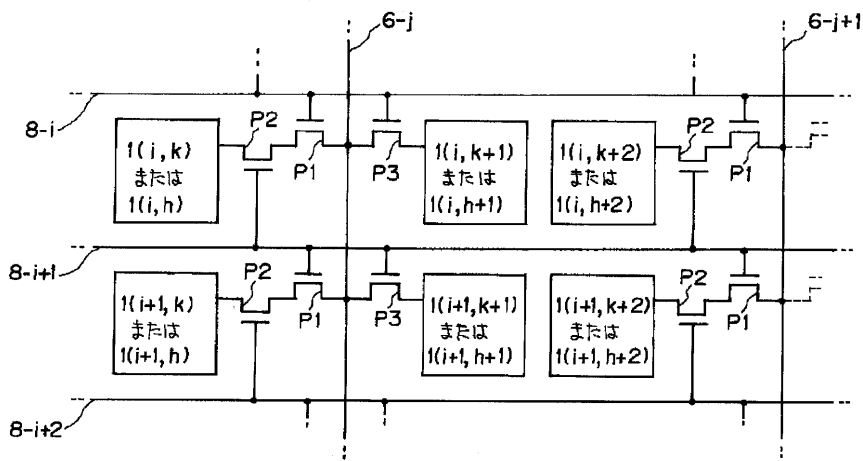 6-j
6-j+1
8-i
P2
P1
P3
P2
P1
1(i,k)
または
1(i,h)
1(i,k+1)
または
1(i,h+1)
1(i,k+2)
または
1(i,h+2)
8-i+1
P2
P1
P3
P2
P1
1(i+1,k)
または
1(i+1,h)
1(i+1,k+1)
または
1(i+1,h+1)
1(i+1,k+2)
または
1(i+1,h+2)
8-i+2